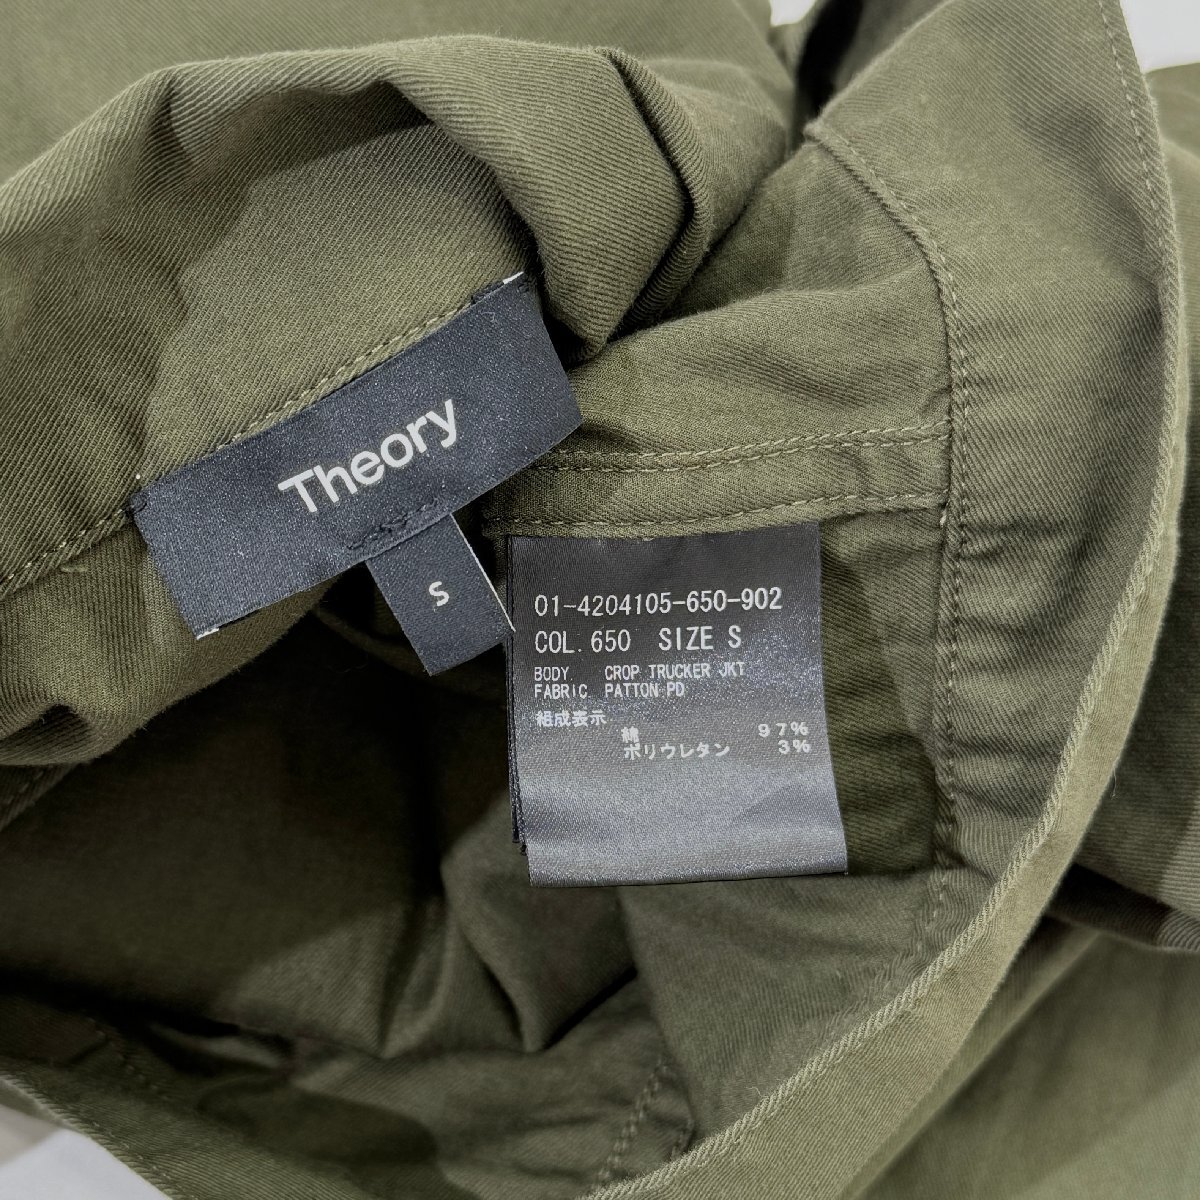 Theory
S
01-4204105-650-902
COL. 650 SIZE S
BODY CROP TRUCKER JKT
FABRIC PATTON PD
組成表示
綿 97%
ポリウレタン 3%